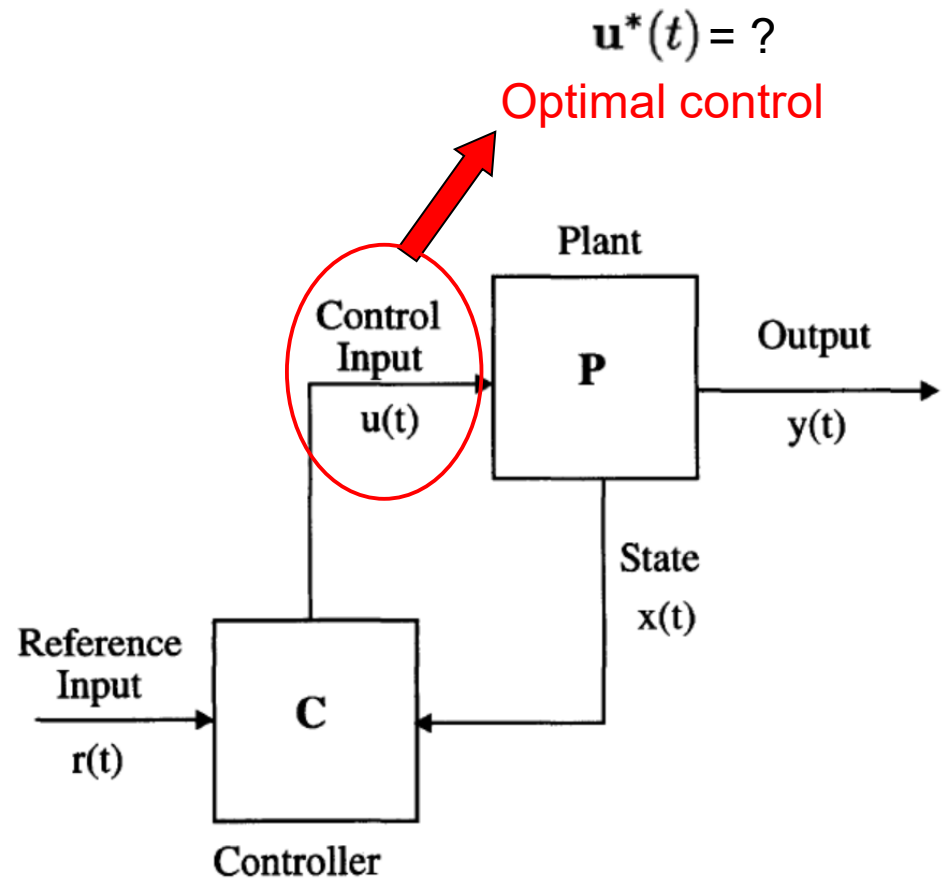 u*(t) = ?
Optimal control
Plant
Control
Input
u(t)
P
Output
y(t)
State
x(t)
Reference
Input
r(t)
C
Controller